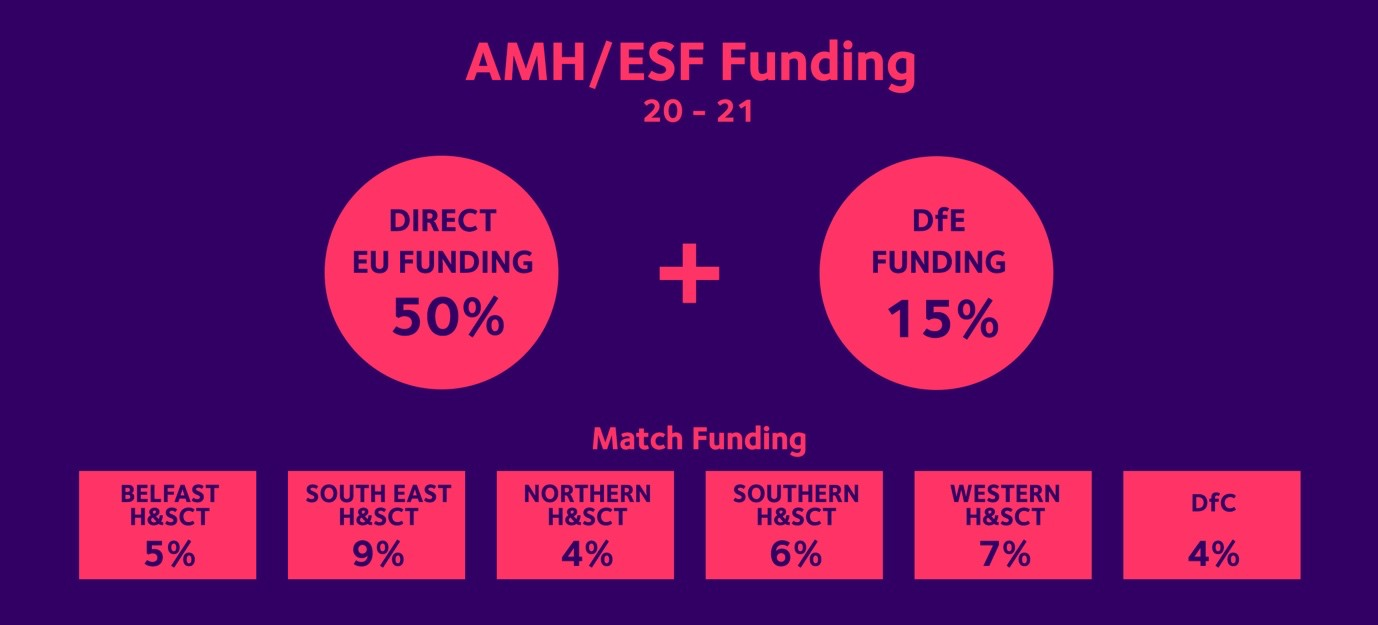 AMH/ESF Funding
20 - 21
DIRECT
EU FUNDING
50%
+
DfE
FUNDING
15%
Match Funding
BELFAST
H&SCT
5%
SOUTH EAST
H&SCT
9%
NORTHERN
H&SCT
4%
SOUTHERN
H&SCT
6%
WESTERN
H&SCT
7%
DfC
4%